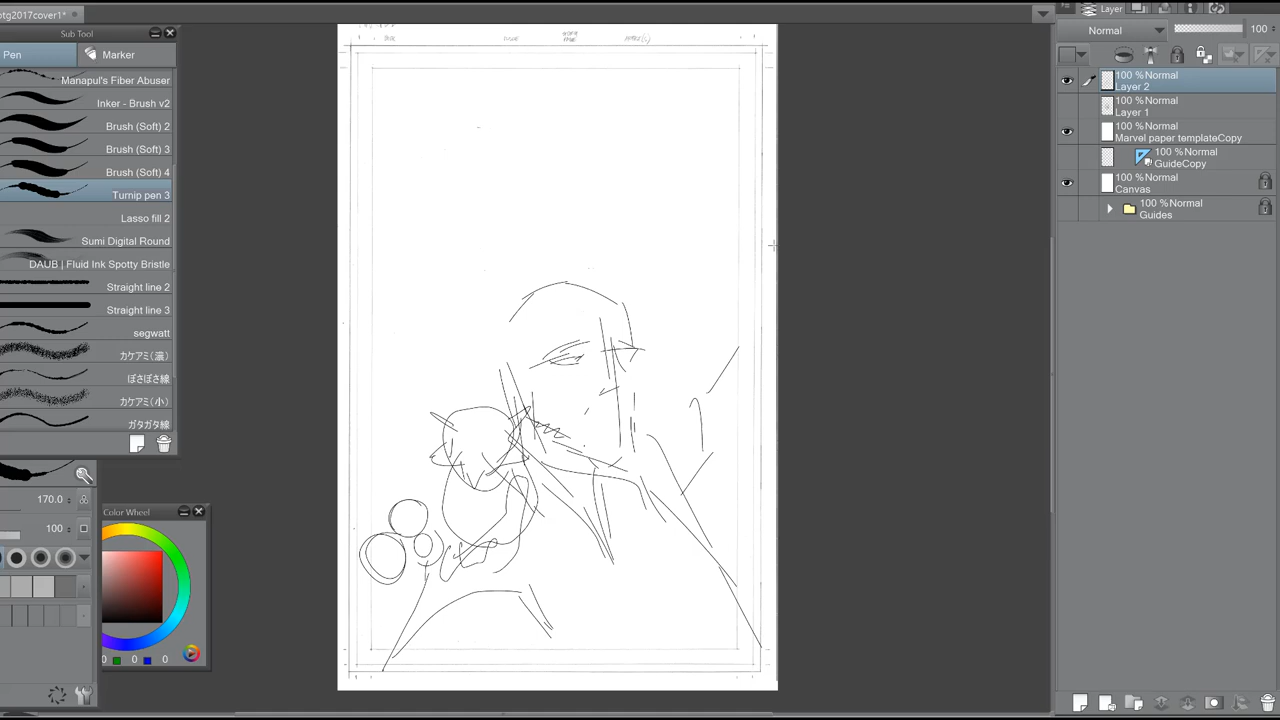 otg2017cover1*
Sub Tool
Pen
Marker
Manapul's Fiber Abuser
Inker - Brush v2
Brush (Soft) 2
Brush (Soft) 3
Brush (Soft) 4
Turnip pen 3
Lasso fill 2
Sumi Digital Round
DAUB | Fluid Ink Spotty Bristle
Straight line 2
Straight line 3
segwatt
カケアミ(濃)
ぼさぼさ線
カケアミ(小)
ガタガタ線
170.0
100
Color Wheel
0
0
0
Layer
Normal
100
100 %Normal
Layer 2
100 %Normal
Layer 1
100 %Normal
Marvel paper templateCopy
100 %Normal
GuideCopy
100 %Normal
Canvas
100 %Normal
Guides